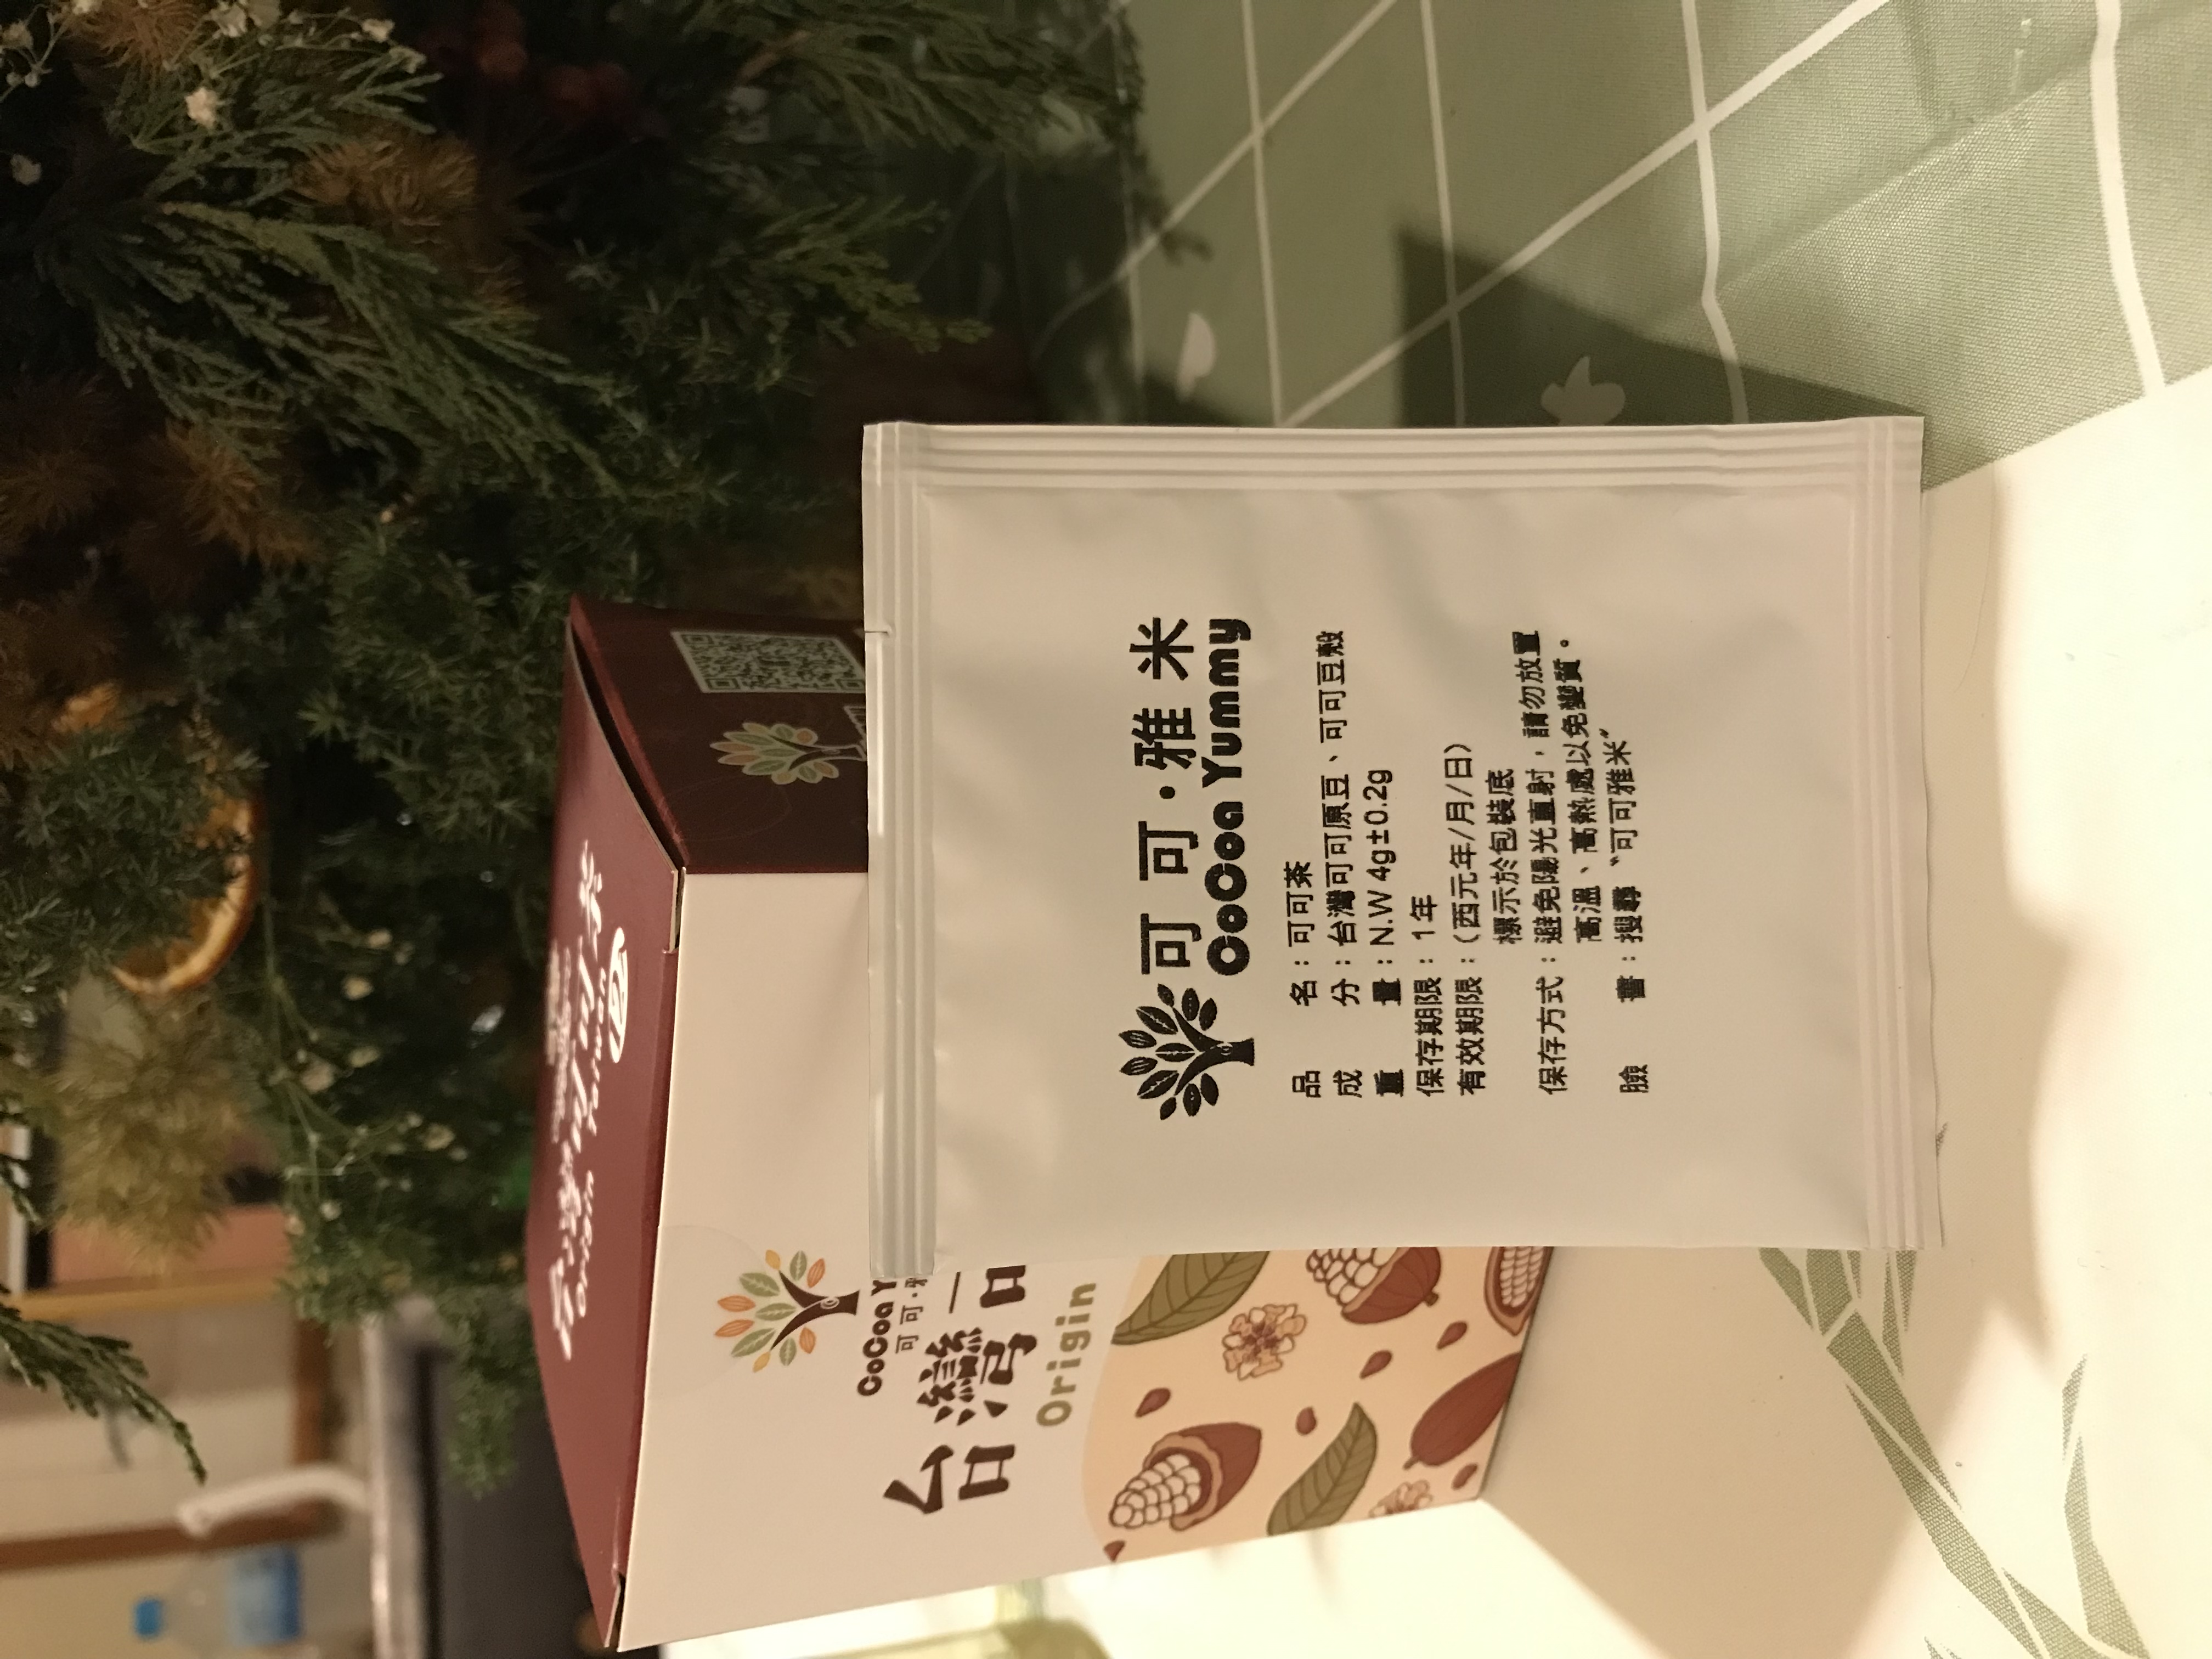 可可·雅米
CoCoa Yummy
品名：可可茶
成分：台灣可可原豆、可可豆殼
重量：N.W 4g±0.2g
保存期限：1年
有效期限：（西元年/月/日）
標示於包裝底
保存方式：避免陽光直射，請勿放置
高溫、高熱處以免變質。
臉書：搜尋〝可可雅米〞
CoCoa Y
可可·雅
台灣
Origin